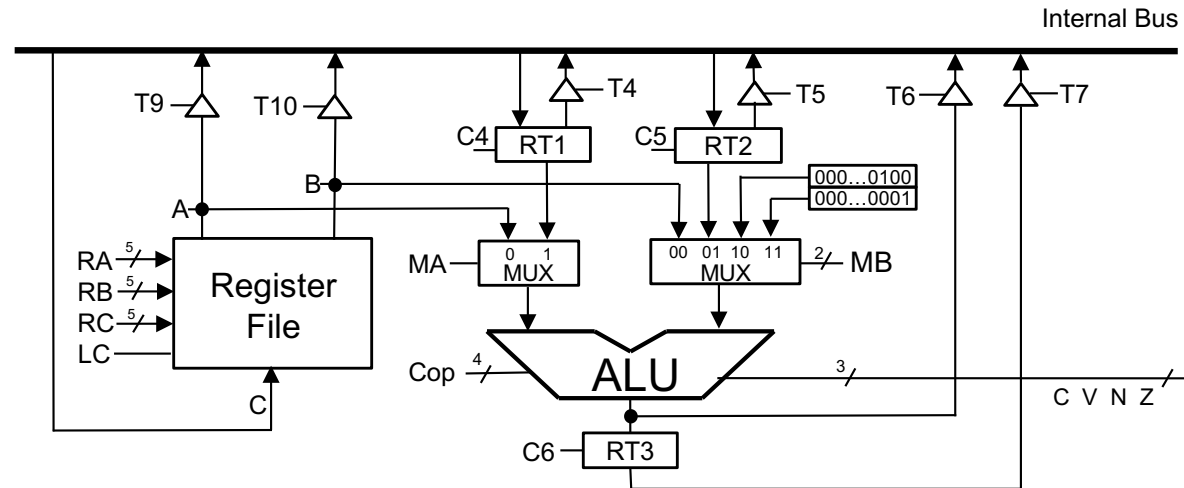 Internal Bus
T9
T10
T4
T5
T6
T7
C4
RT1
C5
RT2
000...0100
000...0001
B
A
RA
5
RB
5
RC
5
LC
Register
File
C
MA
0 1
MUX
00 01 10 11
MUX
2
MB
Cop
4
ALU
3
C V N Z
C6
RT3